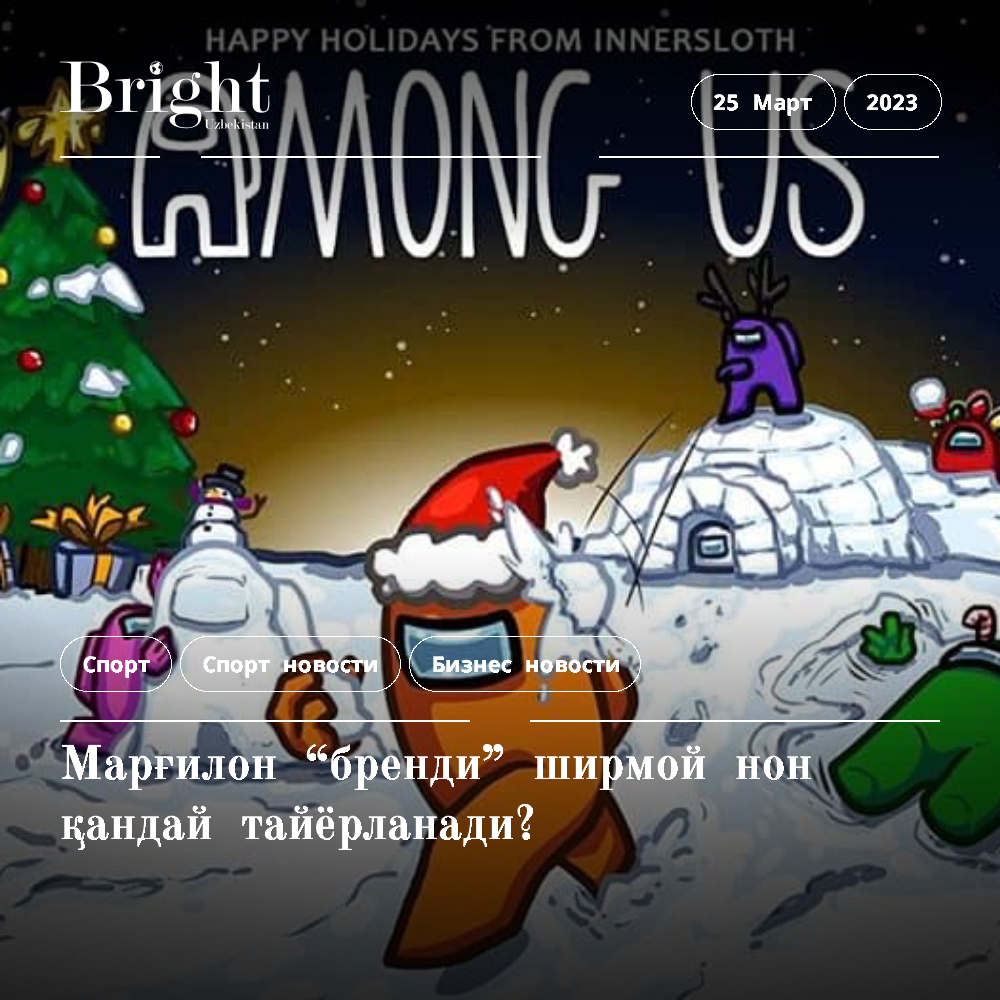 HAPPY HOLIDAYS FROM INNERSLOTH
Bright
Uzbekistan
25 Март 2023
AMONG US
Спорт Спорт новости Бизнес новости
Марғилон “бренди” ширмой нон
қандай тайёрланади?